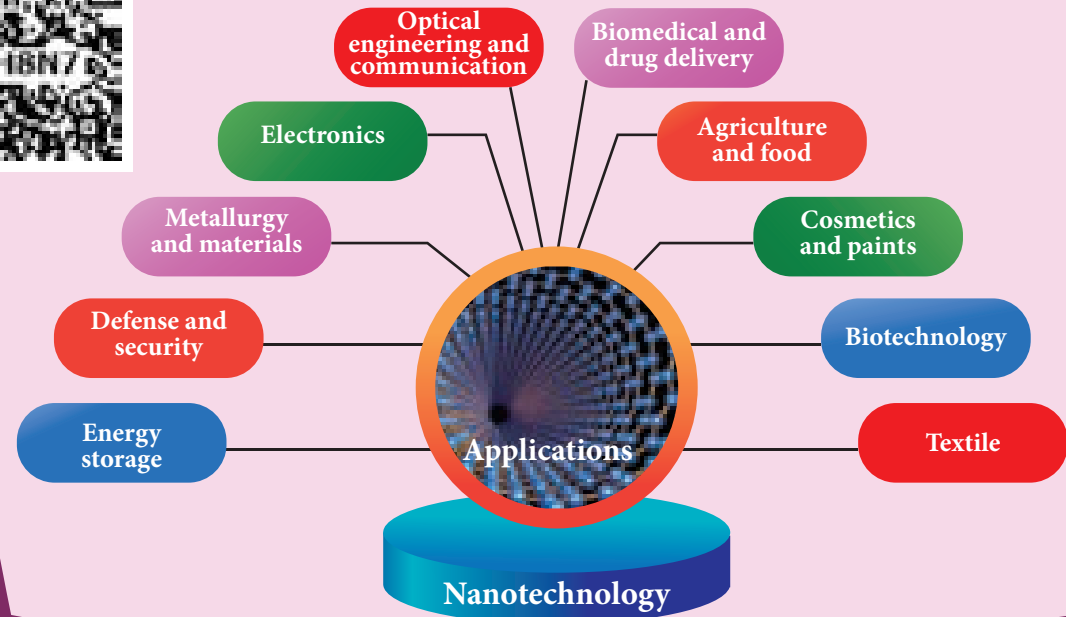 Optical
engineering and
communication
Biomedical and
drug delivery
Electronics
Agriculture
and food
Metallurgy
and materials
Cosmetics
and paints
Defense and
security
Biotechnology
Energy
storage
Textile
Applications
Nanotechnology